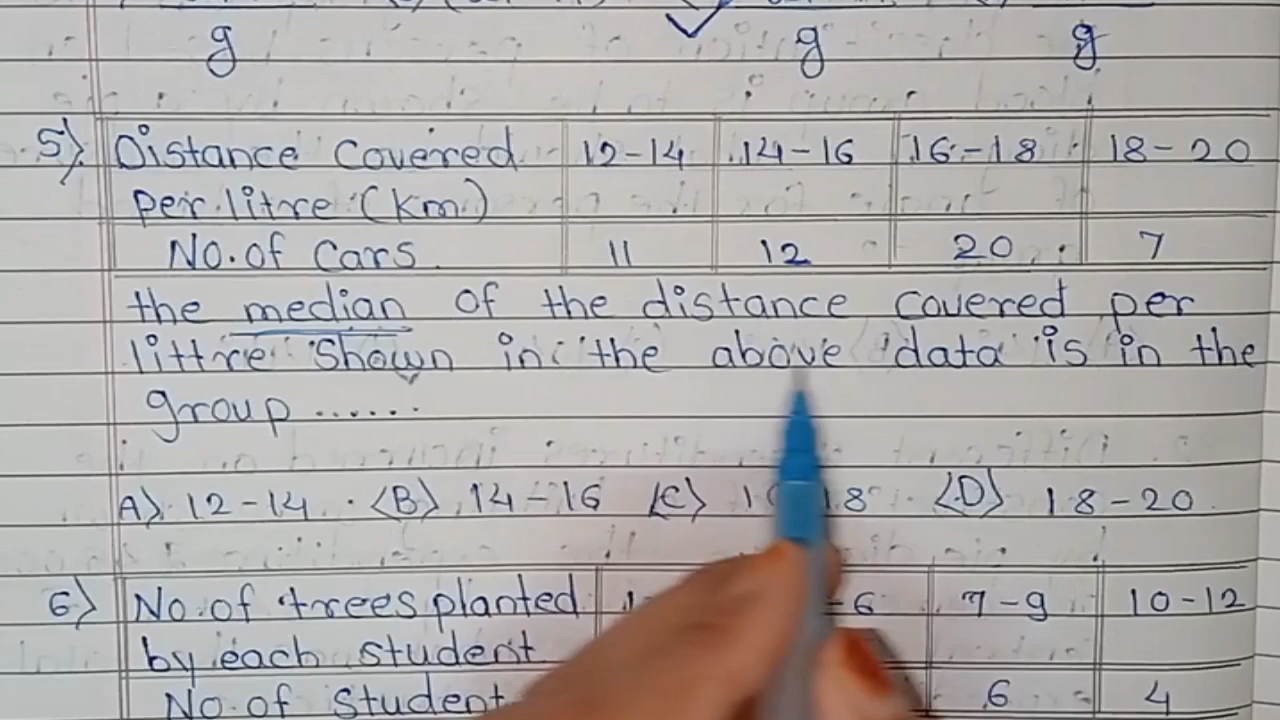 g g g
5) Distance Covered 12-14 14-16 16-18 18-20
per litre (km)
No. of Cars 11 12 20 7
the median of the distance covered per
littre shown in the above data is in the
group ......
A) 12-14 . <B> 14-16 <C> 18 . <D> 18-20
6) No. of trees planted -6 7-9 10-12
by each student
No. of Student 6 4